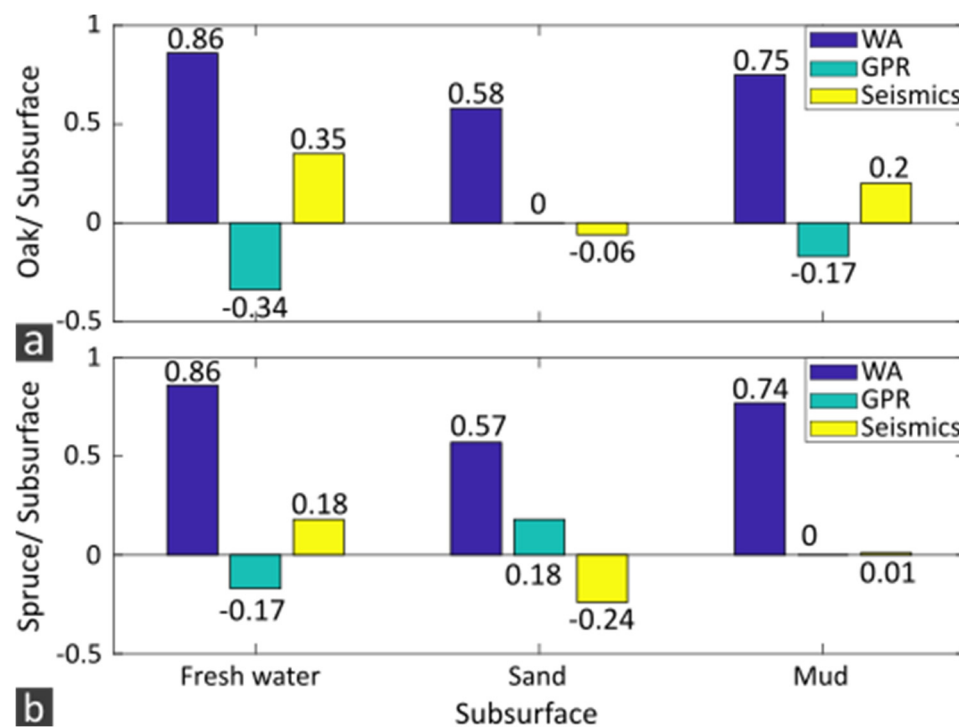 1
0.86
WA
0.75
GPR
0.58
Seismics
0.5
0.35
0.2
0
0
-0.06
-0.17
-0.34
-0.5
Oak/ Subsurface
a
1
0.86
WA
0.74
GPR
0.57
Seismics
0.5
0.18
0
0
0.18
0.01
-0.17
-0.24
-0.5
Spruce/ Subsurface
Fresh water
Sand
Mud
b
Subsurface